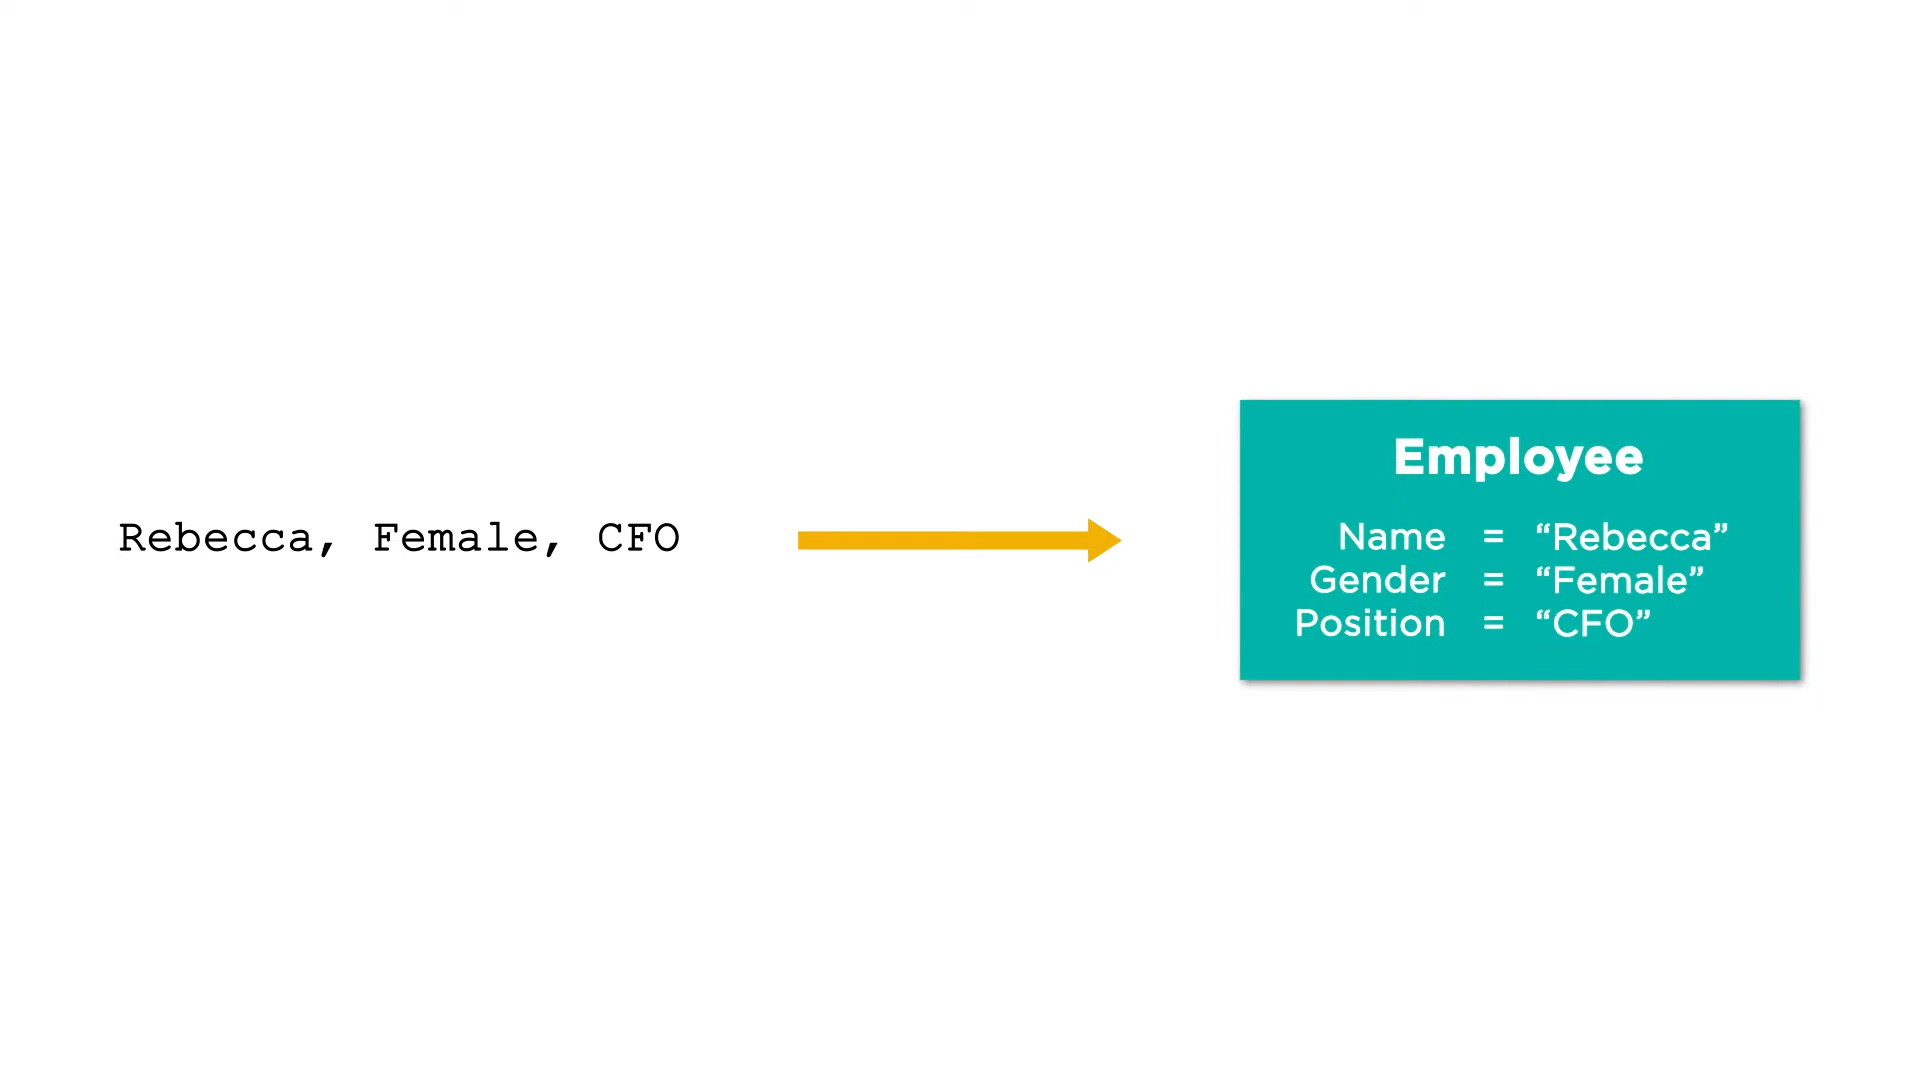 Rebecca, Female, CFO
Employee
Name = “Rebecca”
Gender = “Female”
Position = “CFO”